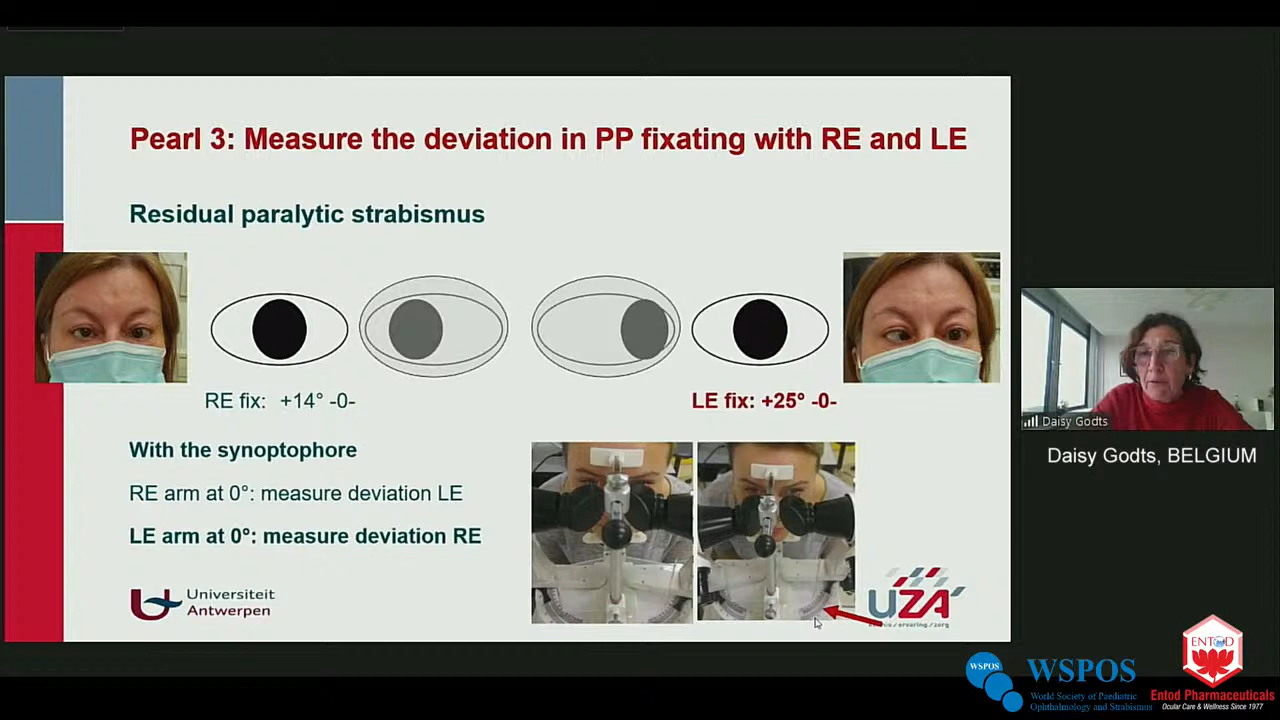 Pearl 3: Measure the deviation in PP fixating with RE and LE
Residual paralytic strabismus
RE fix: +14° -0-
LE fix: +25° -0-
With the synoptophore
RE arm at 0°: measure deviation LE
LE arm at 0°: measure deviation RE
Universiteit
Antwerpen
UZA
Daisy Godts
Daisy Godts, BELGIUM
WSPOS
WSPOS
World Society of Paediatric
Ophthalmology and Strabismus
ENTOD
Entod Pharmaceuticals
Ocular Care & Wellness Since 1977